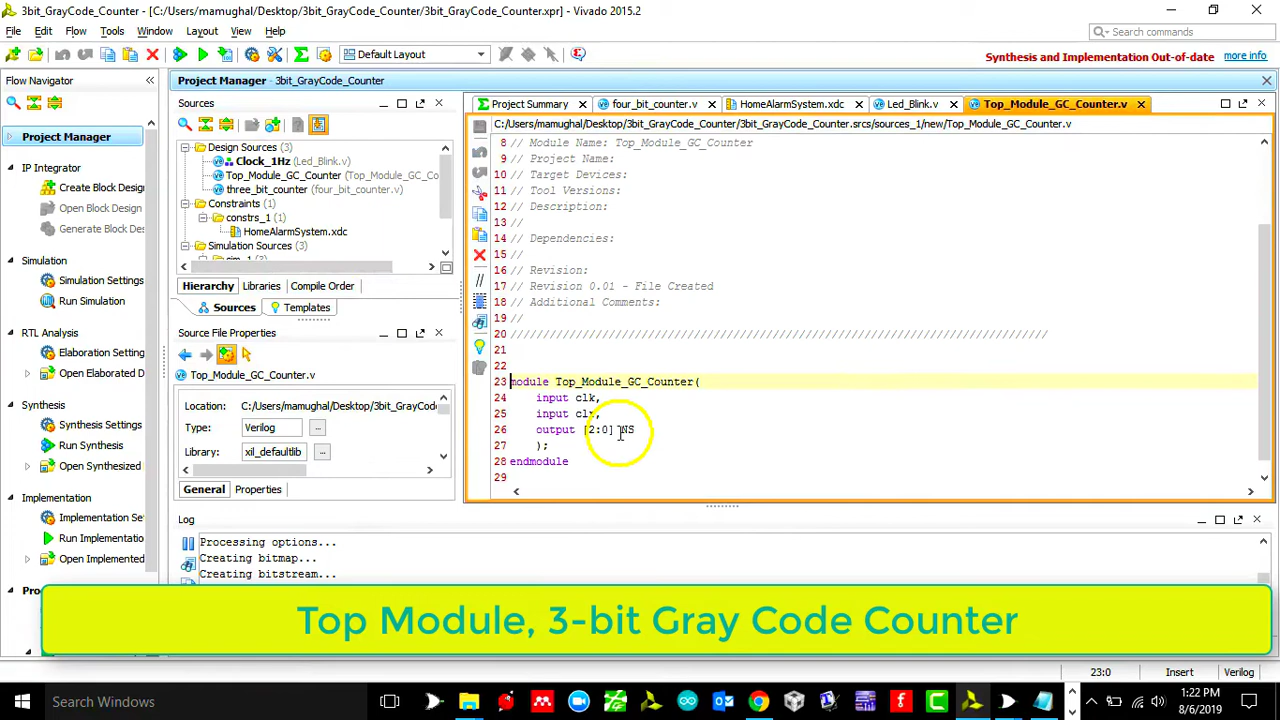 3bit_GrayCode_Counter - [C:/Users/mamughal/Desktop/3bit_GrayCode_Counter/3bit_GrayCode_Counter.xpr] - Vivado 2015.2
File Edit Flow Tools Window Layout View Help
Search commands
Default Layout
Synthesis and Implementation Out-of-date more info
Flow Navigator
Project Manager
IP Integrator
Create Block Design
Open Block Design
Generate Block Des
Simulation
Simulation Settings
Run Simulation
RTL Analysis
Elaboration Setting
Open Elaborated D
Synthesis
Synthesis Settings
Run Synthesis
Open Synthesized
Implementation
Implementation Set
Run Implementatio
Open Implemented
Pro
Project Manager - 3bit_GrayCode_Counter
Sources
Design Sources (3)
Clock_1Hz (Led_Blink.v)
Top_Module_GC_Counter (Top_Module_GC_Co
three_bit_counter (four_bit_counter.v)
Constraints (1)
constrs_1 (1)
HomeAlarmSystem.xdc
Simulation Sources (3)
Hierarchy Libraries Compile Order
Sources Templates
Source File Properties
Top_Module_GC_Counter.v
Location: C:/Users/mamughal/Desktop/3bit_GrayCod
Type: Verilog
Library: xil_defaultlib
General Properties
Project Summary four_bit_counter.v HomeAlarmSystem.xdc Led_Blink.v Top_Module_GC_Counter.v
C:/Users/mamughal/Desktop/3bit_GrayCode_Counter/3bit_GrayCode_Counter.srcs/sources_1/new/Top_Module_GC_Counter.v
8 // Module Name: Top_Module_GC_Counter
9 // Project Name:
10 // Target Devices:
11 // Tool Versions:
12 // Description:
13 //
14 // Dependencies:
15 //
16 // Revision:
17 // Revision 0.01 - File Created
18 // Additional Comments:
19 //
20 //////////////////////////////////////////////////////////////////////////////////
21
22
23 module Top_Module_GC_Counter(
24 input clk,
25 input clr,
26 output [2:0] NS
27 );
28 endmodule
29
Log
Processing options...
Creating bitmap...
Creating bitstream...
Top Module, 3-bit Gray Code Counter
23:0 Insert Verilog
Search Windows
1:22 PM
8/6/2019